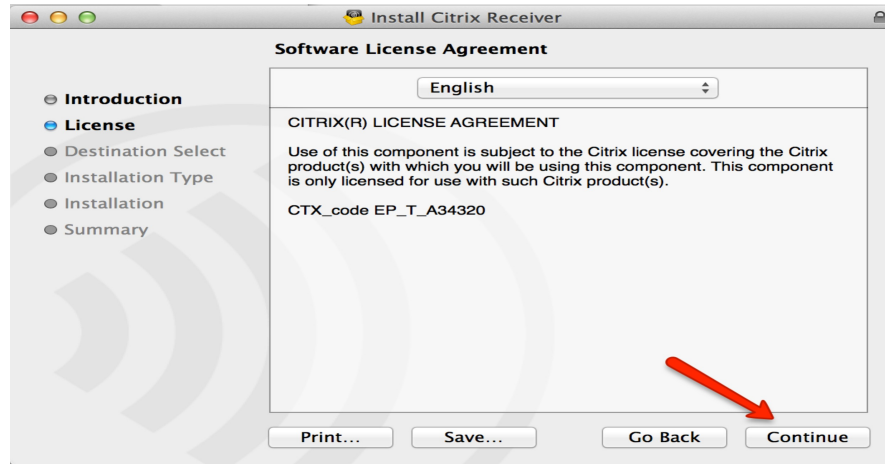 Install Citrix Receiver
Software License Agreement
Introduction
License
Destination Select
Installation Type
Installation
Summary
English
CITRIX(R) LICENSE AGREEMENT
Use of this component is subject to the Citrix license covering the Citrix
product(s) with which you will be using this component. This component
is only licensed for use with such Citrix product(s).
CTX_code EP_T_A34320
Print...
Save...
Go Back
Continue